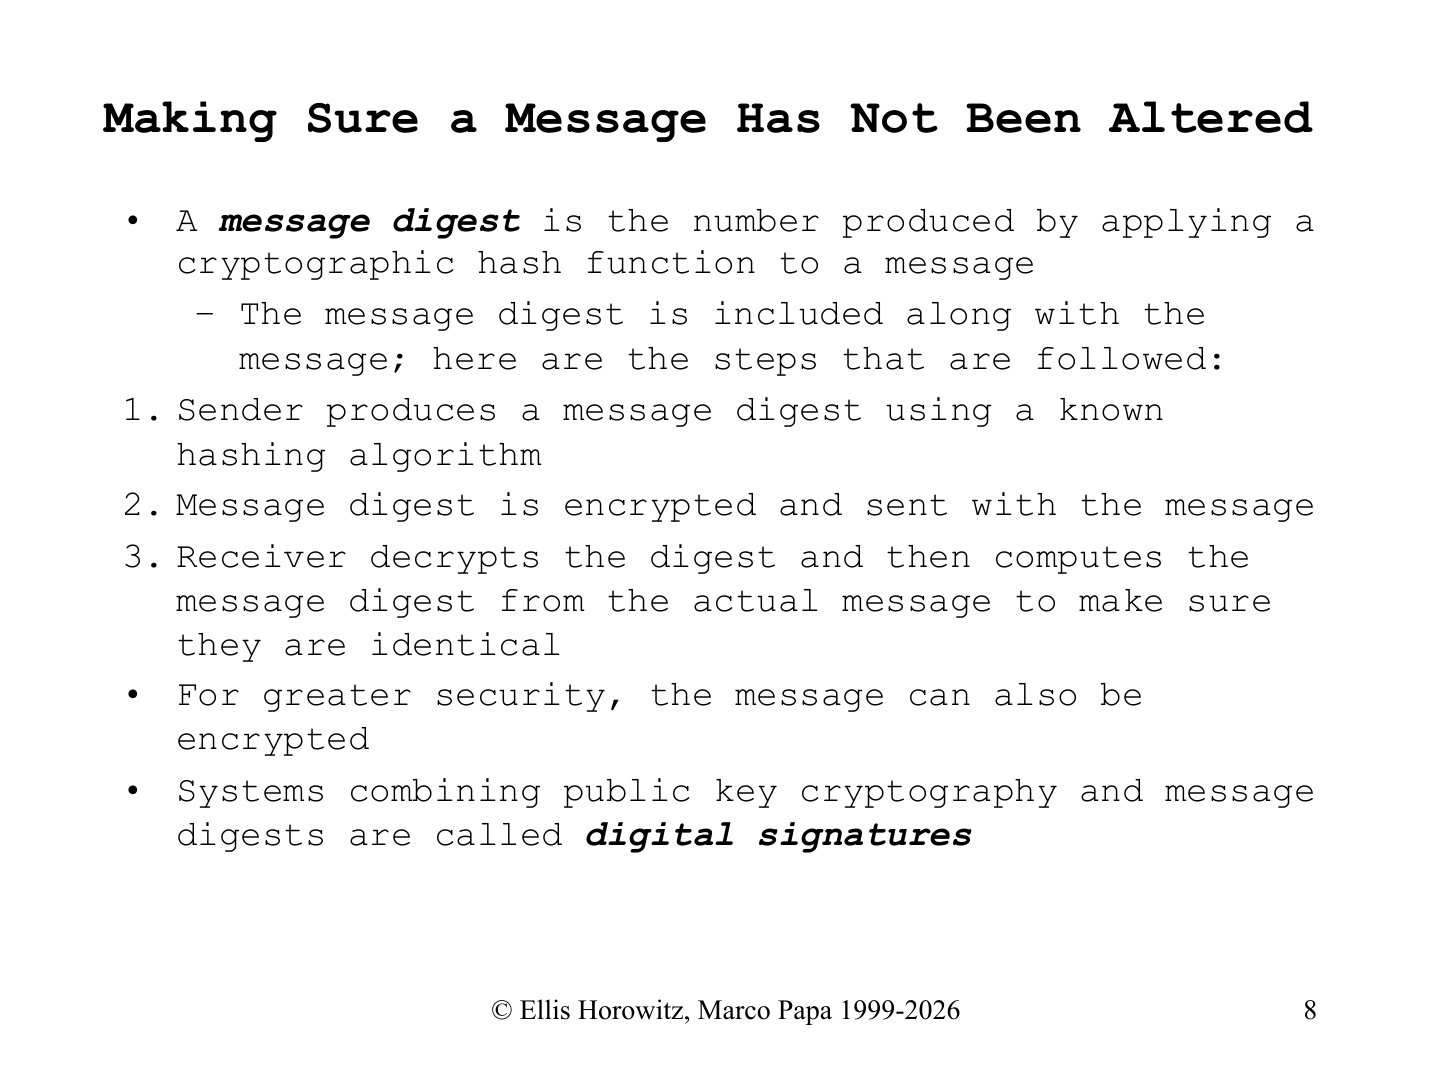 Making Sure a Message Has Not Been Altered
• A message digest is the number produced by applying a
cryptographic hash function to a message
– The message digest is included along with the
message; here are the steps that are followed:
1. Sender produces a message digest using a known
hashing algorithm
2. Message digest is encrypted and sent with the message
3. Receiver decrypts the digest and then computes the
message digest from the actual message to make sure
they are identical
• For greater security, the message can also be
encrypted
• Systems combining public key cryptography and message
digests are called digital signatures
© Ellis Horowitz, Marco Papa 1999-2026
8